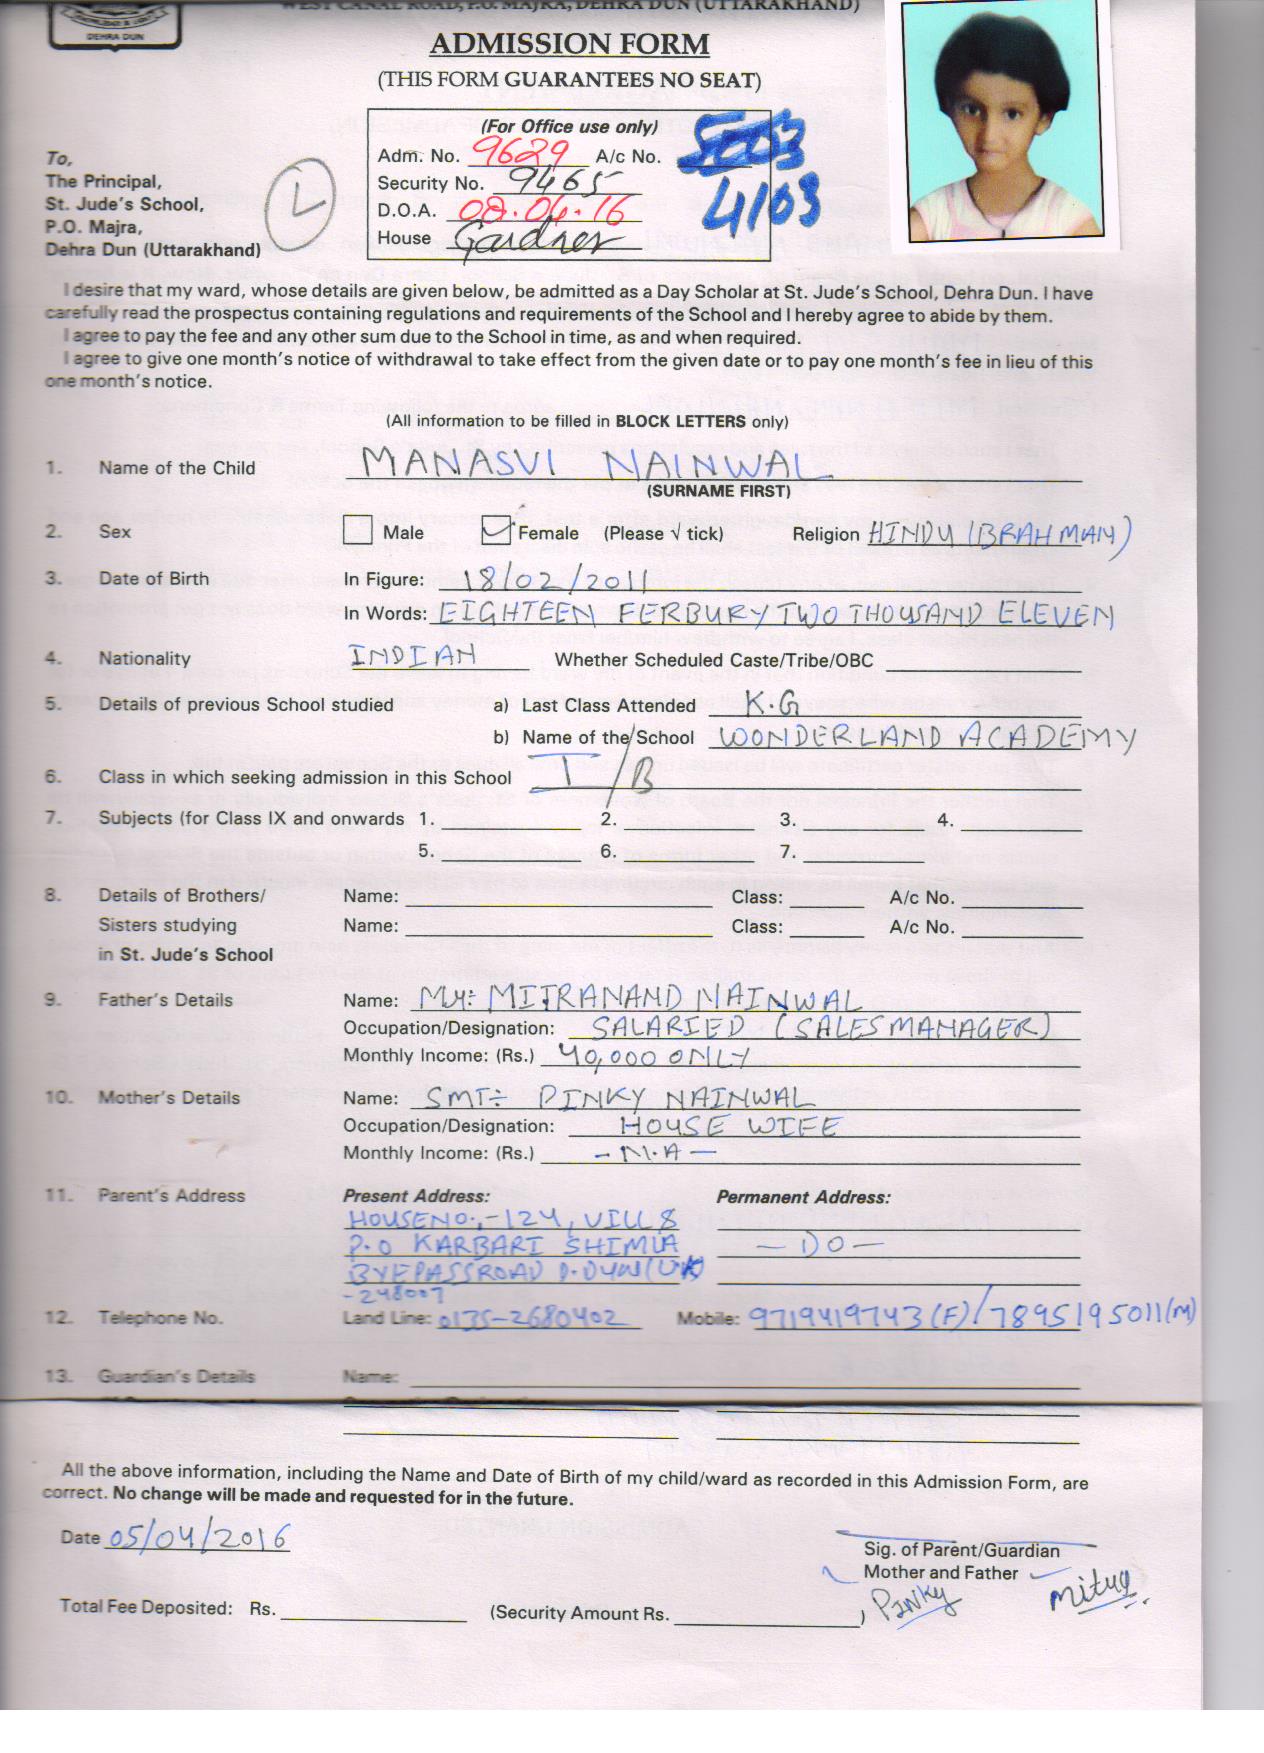 DEHRA DUN
WEST CANAL ROAD, P.O. MAJRA, DEHRA DUN (UTTARAKHAND)
ADMISSION FORM
(THIS FORM GUARANTEES NO SEAT)
(For Office use only)
Adm. No. 9629 A/c No.
4103
Security No. 9465
D.O.A. 08.04.16
House Gardner
To,
The Principal,
St. Jude's School,
P.O. Majra,
Dehra Dun (Uttarakhand)
I desire that my ward, whose details are given below, be admitted as a Day Scholar at St. Jude's School, Dehra Dun. I have
carefully read the prospectus containing regulations and requirements of the School and I hereby agree to abide by them.
I agree to pay the fee and any other sum due to the School in time, as and when required.
I agree to give one month's notice of withdrawal to take effect from the given date or to pay one month's fee in lieu of this
one month's notice.
(All information to be filled in BLOCK LETTERS only)
1. Name of the Child MANASVI NAINWAL
(SURNAME FIRST)
2. Sex Male Female (Please √ tick) Religion HINDU (BRAHMAN)
3. Date of Birth In Figure: 18/02/2011
In Words: EIGHTEEN FERBURY TWO THOUSAND ELEVEN
4. Nationality INDIAN Whether Scheduled Caste/Tribe/OBC
5. Details of previous School studied a) Last Class Attended K.G
b) Name of the School WONDERLAND ACADEMY
6. Class in which seeking admission in this School I/B
7. Subjects (for Class IX and onwards 1. 2. 3. 4.
5. 6. 7.
8. Details of Brothers/ Name: Class: A/c No.
Sisters studying Name: Class: A/c No.
in St. Jude's School
9. Father's Details Name: Mr: MITRANAND NAINWAL
Occupation/Designation: SALARIED (SALES MANAGER)
Monthly Income: (Rs.) 40,000 ONLY
10. Mother's Details Name: SMT: PINKY NAINWAL
Occupation/Designation: HOUSE WIFE
Monthly Income: (Rs.) - N.A -
11. Parent's Address Present Address: Permanent Address:
HOUSENO.-124, VILL &
P.O KARBARI SHIMLA - DO -
BYEPASSROAD D.DUN(UK)
-248007
12. Telephone No. Land Line: 0135-2680402 Mobile: 9719419743(F)/7895195011(M)
13. Guardian's Details Name:
All the above information, including the Name and Date of Birth of my child/ward as recorded in this Admission Form, are
correct. No change will be made and requested for in the future.
Date 05/04/2016
Sig. of Parent/Guardian
Mother and Father
Pinky
Total Fee Deposited: Rs. (Security Amount Rs. )